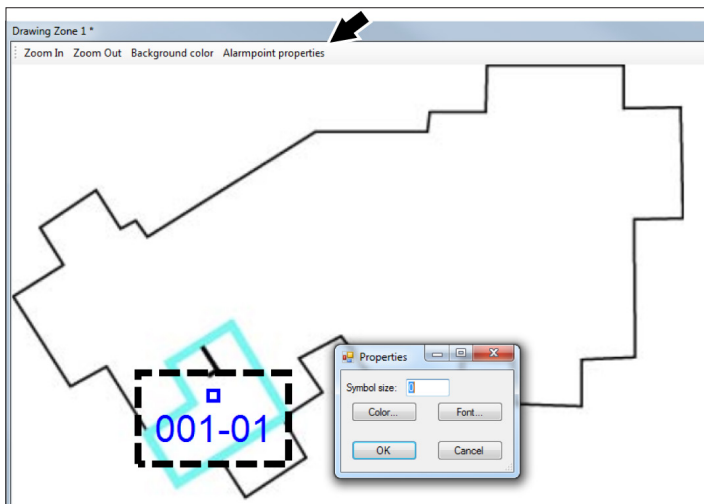 Drawing Zone 1 *
Zoom In Zoom Out Background color Alarmpoint properties
Properties
Symbol size: 0
Color... Font...
OK Cancel
001-01